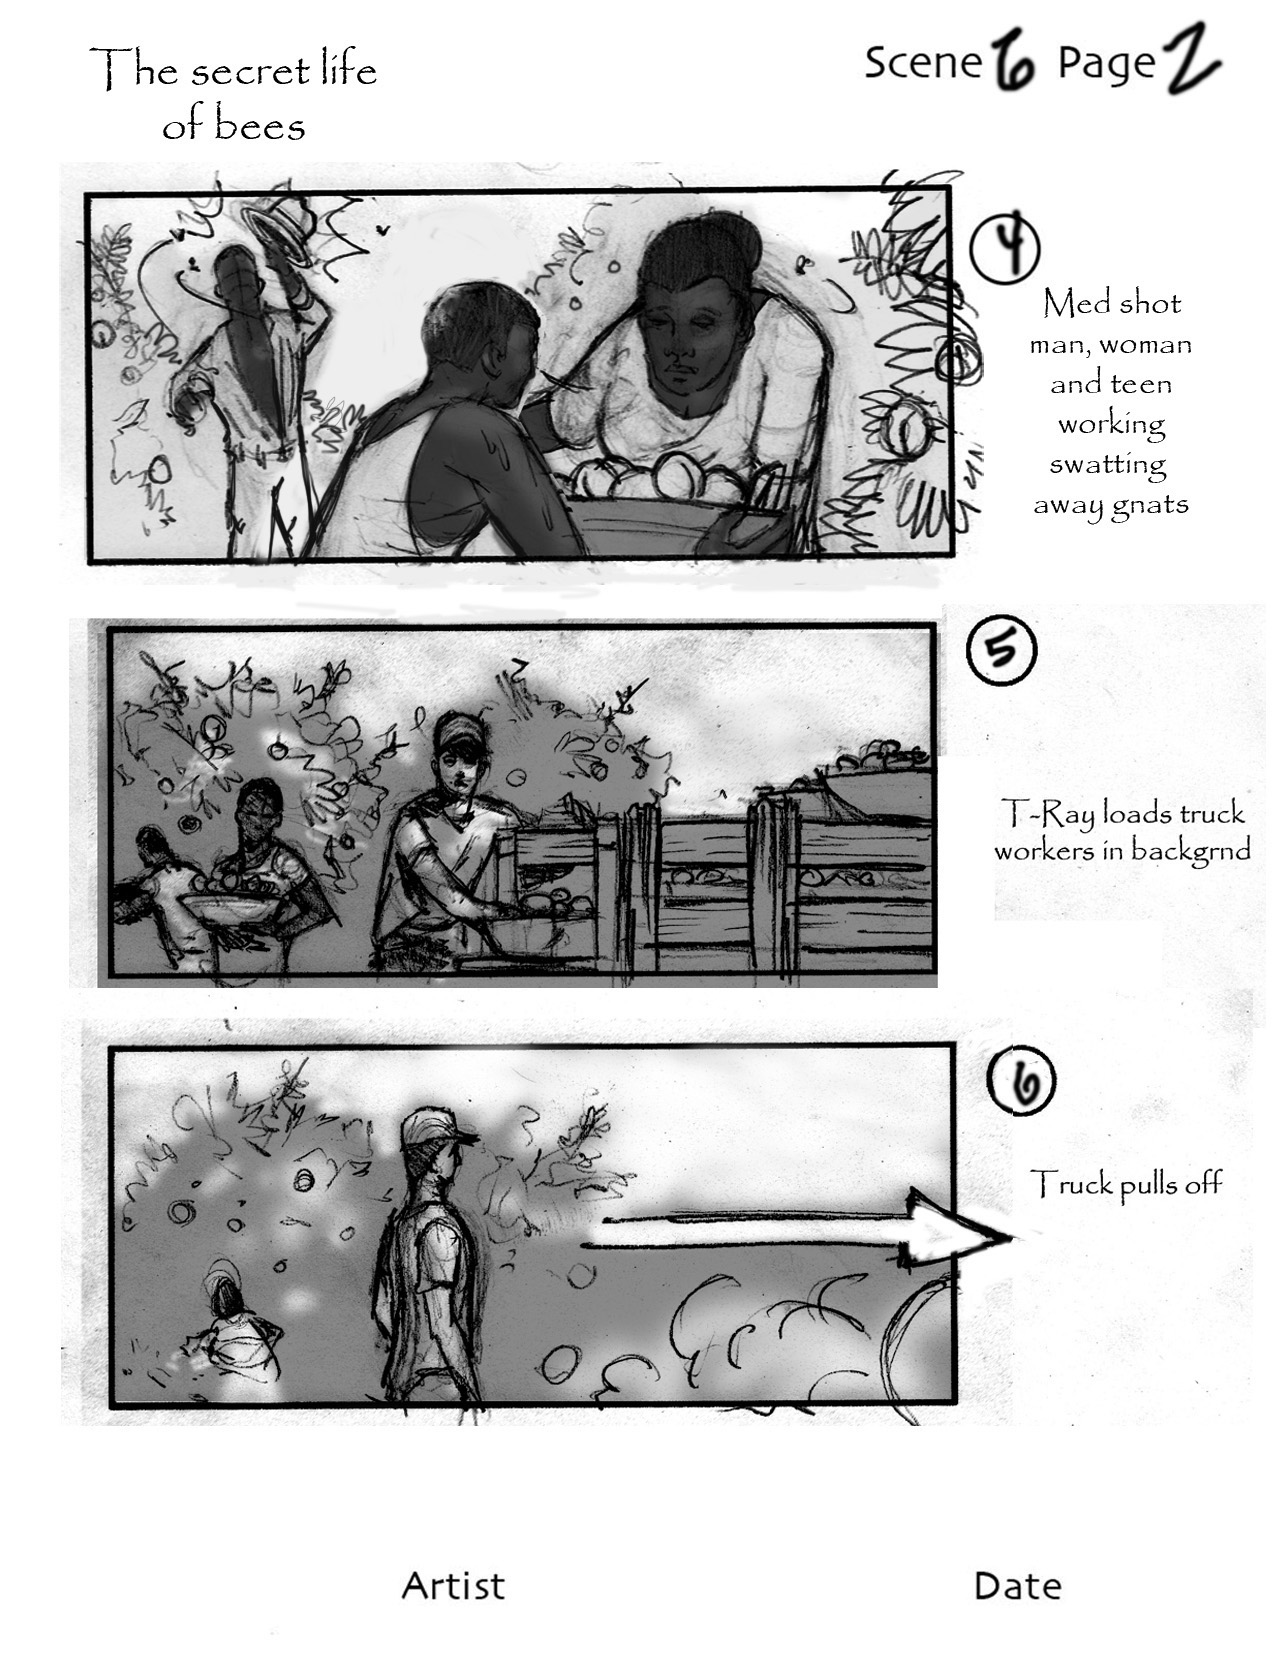 The secret life
of bees
Scene 6 Page 2
4
Med shot
man, woman
and teen
working
swatting
away gnats
5
T-Ray loads truck
workers in backgrnd
6
Truck pulls off
Artist
Date